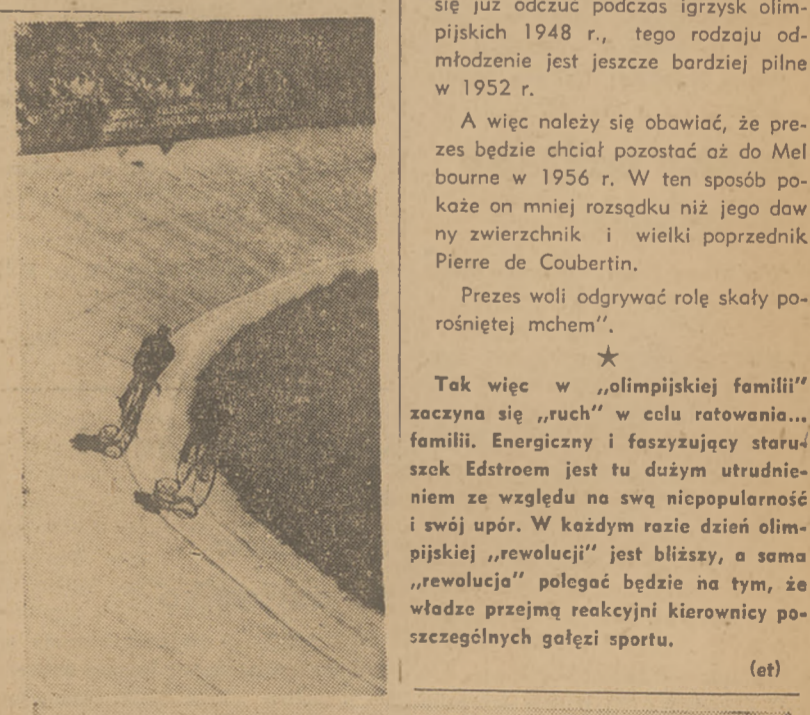 się już odczuć podczas igrzysk olim-
pijskich 1948 r., tego rodzaju od-
młodzenie jest jeszcze bardziej pilne
w 1952 r.
A więc należy się obawiać, że pre-
zes będzie chciał pozostać aż do Mel
bourne w 1956 r. W ten sposób po-
każe on mniej rozsądku niż jego daw
ny zwierzchnik i wielki poprzednik
Pierre de Coubertin.
Prezes woli odgrywać rolę skały po-
rośniętej mchem".
★
Tak więc w „olimpijskiej familii"
zaczyna się „ruch" w celu ratowania...
familii. Energiczny i faszyzujący staru-
szek Edstroem jest tu dużym utrudnie-
niem ze względu na swą niepopularność
i swój upór. W każdym razie dzień olim-
pijskiej „rewolucji" jest bliższy, a sama
„rewolucja" polegać będzie na tym, że
władze przejmą reakcyjni kierownicy po-
szczególnych gałęzi sportu.
(et)